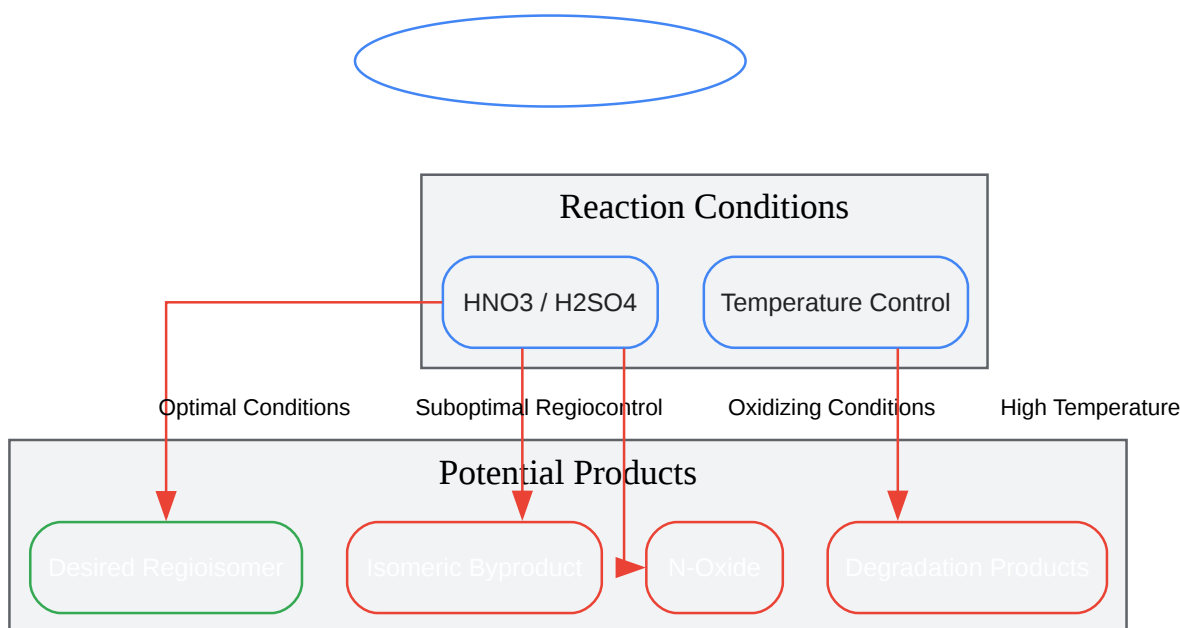 Reaction Conditions
HNO3 / H2SO4
Temperature Control
Optimal Conditions
Suboptimal Regiocontrol
Oxidizing Conditions
High Temperature
Potential Products
Desired Regioisomer
Isomeric Byproduct
N-Oxide
Degradation Products